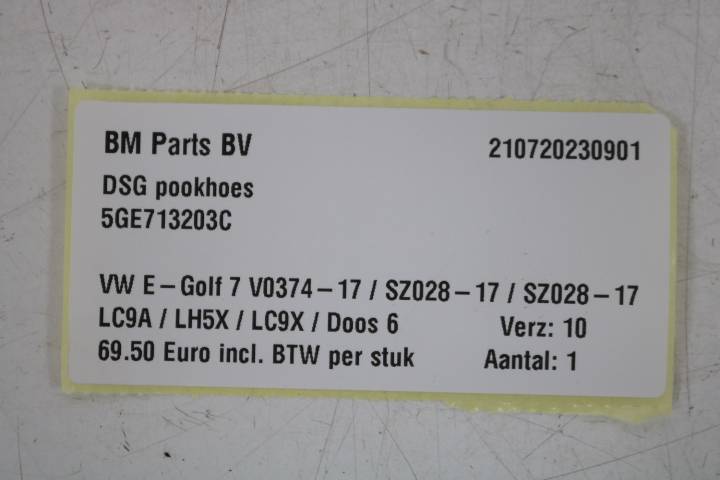 BM Parts BV 210720230901
DSG pookhoes
5GE713203C
VW E-Golf 7 V0374-17 / SZ028-17 / SZ028-17
LC9A / LH5X / LC9X / Doos 6 Verz: 10
69.50 Euro incl. BTW per stuk Aantal: 1